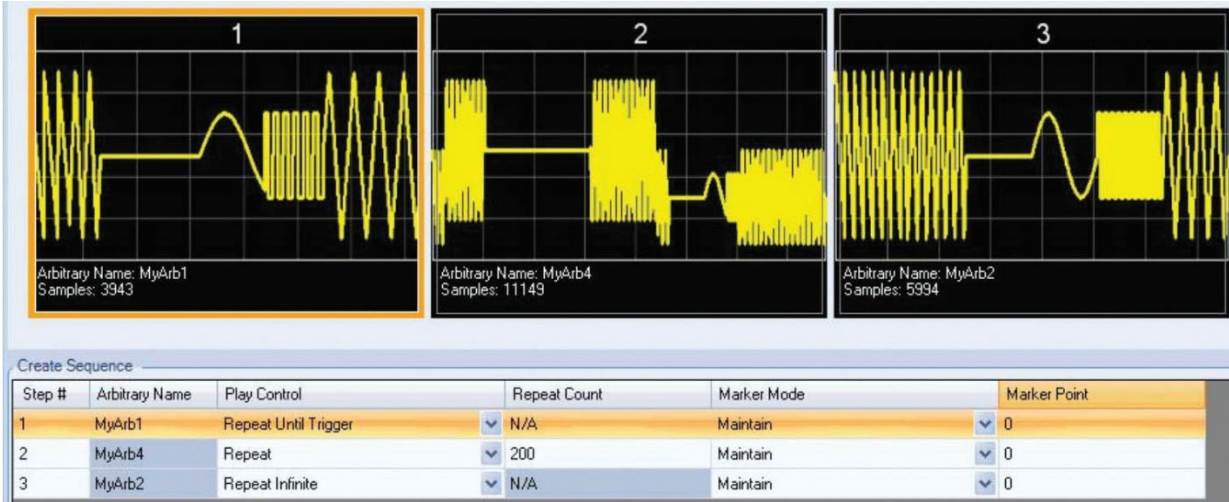 1 2 3
Arbitrary Name: MyArb1 Arbitrary Name: MyArb4 Arbitrary Name: MyArb2
Samples: 3943 Samples: 11149 Samples: 5994
Create Sequence
Step # Arbitrary Name Play Control Repeat Count Marker Mode Marker Point
1 MyArb1 Repeat Until Trigger N/A Maintain 0
2 MyArb4 Repeat 200 Maintain 0
3 MyArb2 Repeat Infinite N/A Maintain 0